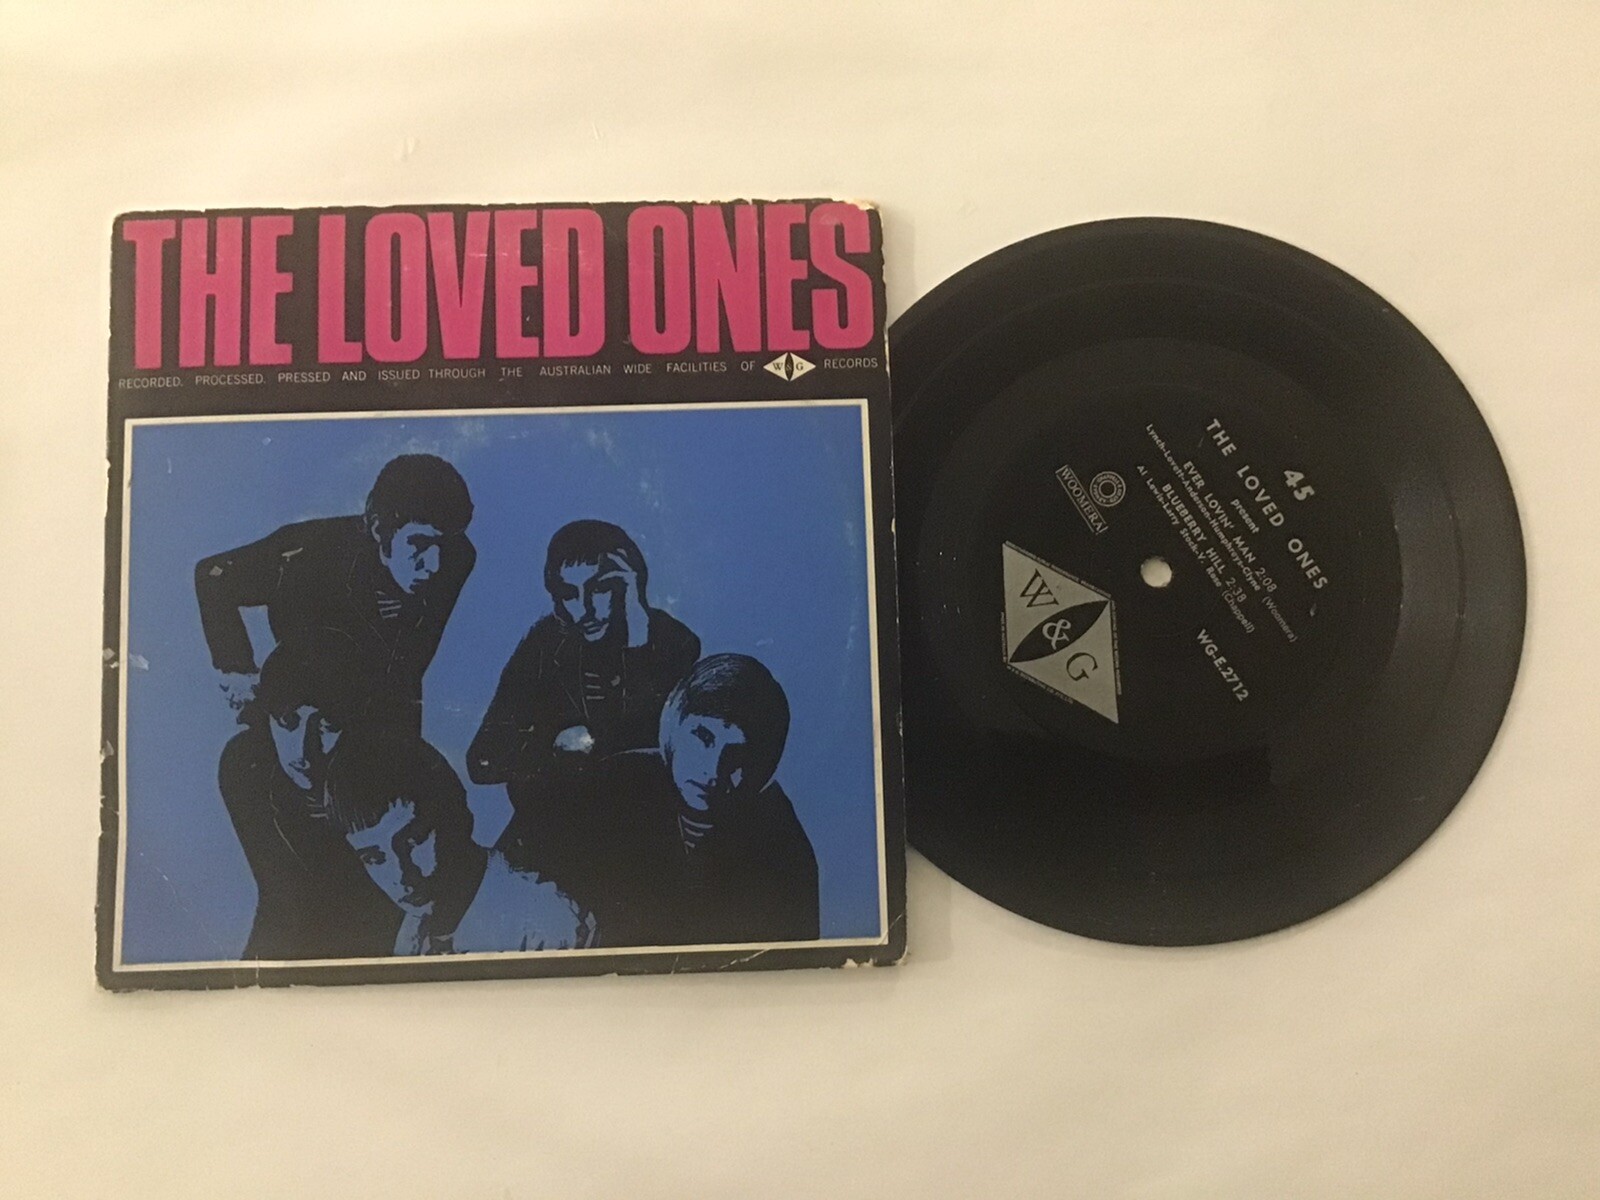 THE LOVED ONES
RECORDED. PROCESSED. PRESSED AND ISSUED THROUGH THE AUSTRALIAN WIDE FACILITIES OF W&G RECORDS
45
THE LOVED ONES
present
EVER LOVIN' MAN 2:08
Lynch-Lovett-Anderson-Humphreys-Clyne (Woomera)
BLUEBERRY HILL 2:38
Al Lewis-Larry Stock-V. Rose (Chappell)
WOOMERA
W&G
WG-E.2712